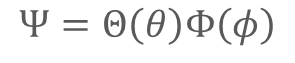 Ψ = Θ(θ)Φ(ϕ)